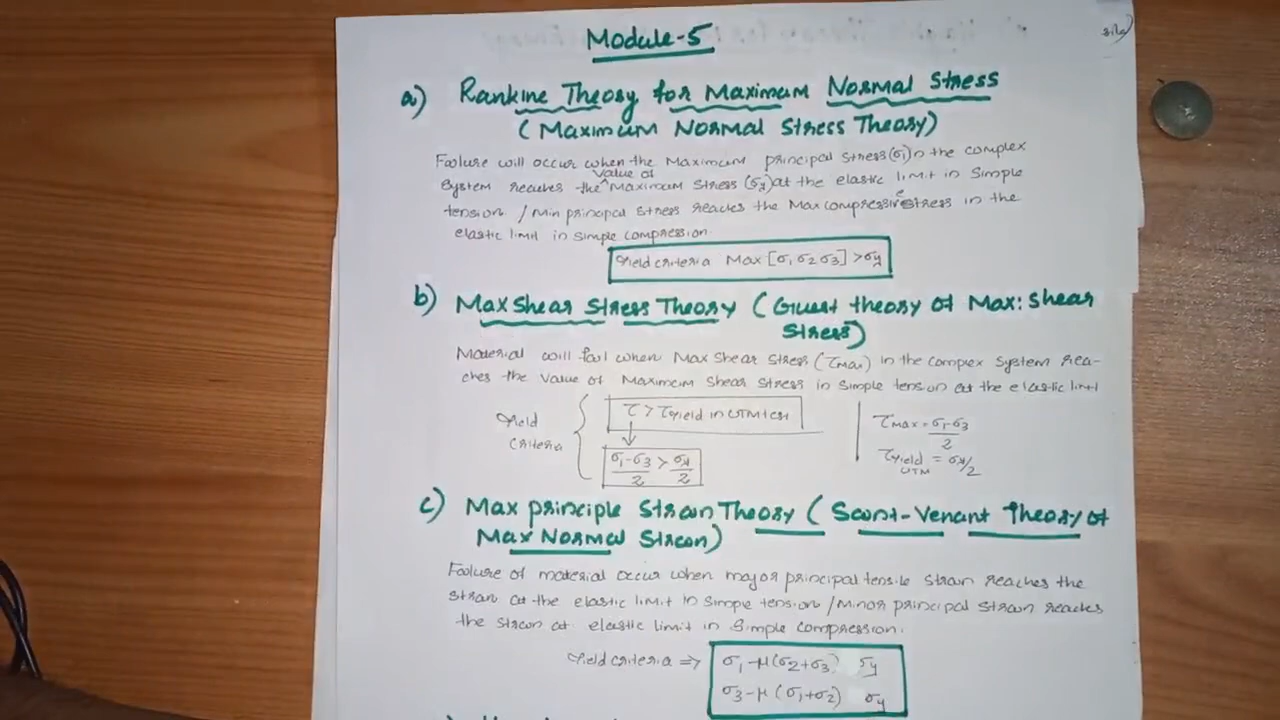 Module-5
sile)
a) Rankine Theory for Maximum Normal Stress
(Maximum Normal Stress Theory)
Failure will occur when the Maximum principal stress (σ1) in the complex
system reaches the value of Maximum Stress (σy) at the elastic limit in Simple
tension / Min principal stress reaches the Max compressive stress in the
elastic limit in simple compression.
Yield criteria Max [σ1 σ2 σ3] > σy
b) Max Shear Stress Theory (Guest theory of Max: Shear
Stress)
Material will fail when Max Shear Stress (τMax) in the complex system rea-
ches the Value of Maximum Shear Stress in Simple tension at the elastic limit
Yield
criteria
τ > τyield in UTM test
σ1-σ3/2 > σy/2
τMax = σ1-σ3/2
τyield UTM = σy/2
c) Max principle Strain Theory (Saint-Venant Theory of
Max Normal Strain)
Failure of material occur when major principal tensile strain reaches the
strain at the elastic limit in simple tension / Minor principal strain reaches
the strain at elastic limit in Simple compression.
Yield criteria ⇒ σ1-μ(σ2+σ3) σy
σ3-μ(σ1+σ2) σy